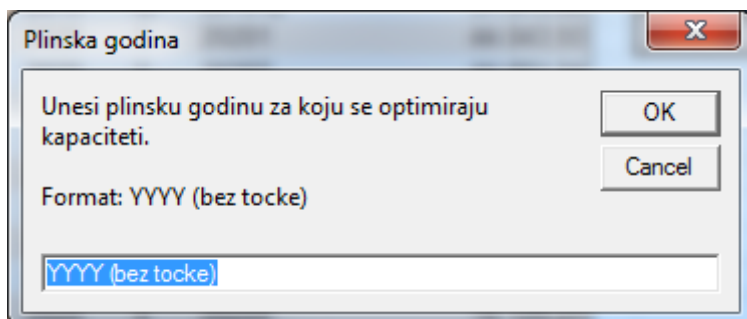 Plinska godina
Unesi plinsku godinu za koju se optimiraju
kapaciteti.
OK
Cancel
Format: YYYY (bez tocke)
YYYY (bez tocke)